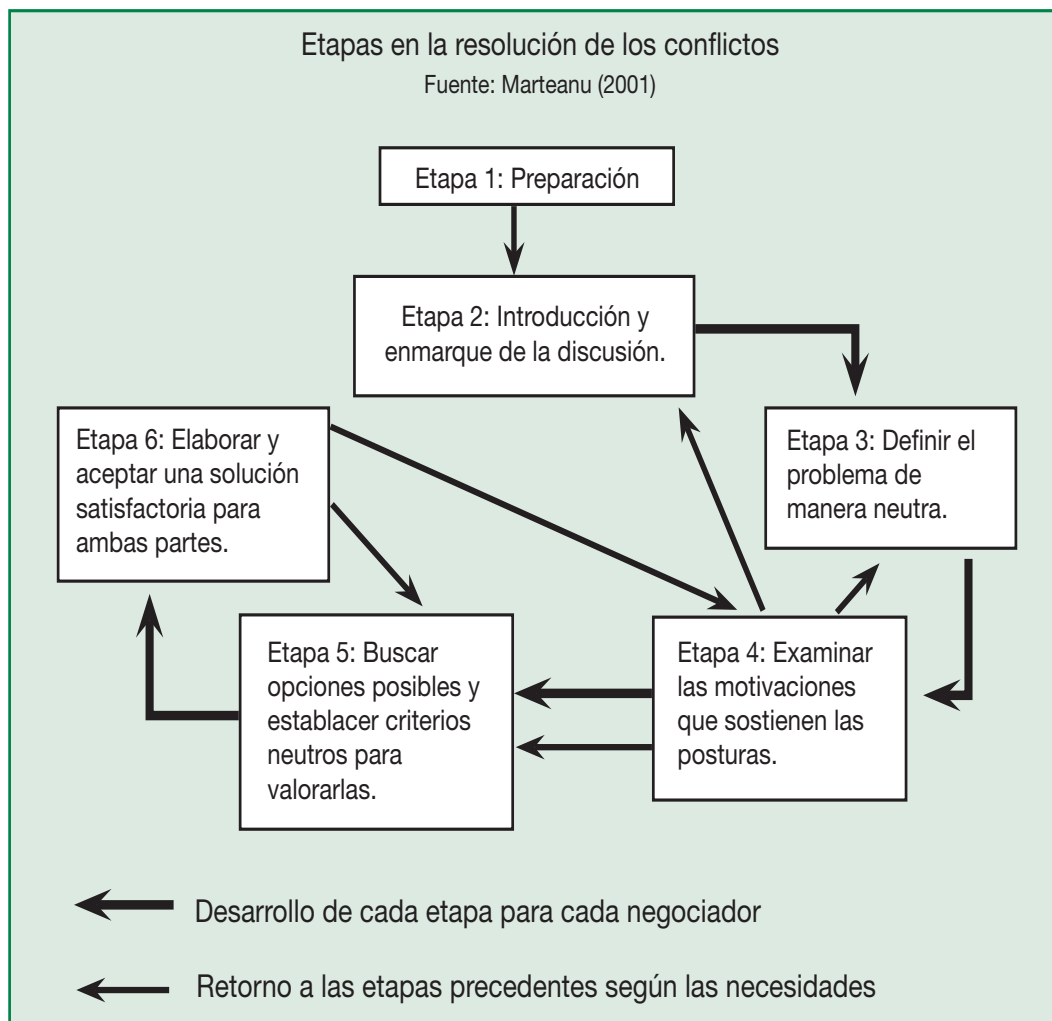 Etapas en la resolución de los conflictos
Fuente: Marteanu (2001)
Etapa 1: Preparación
Etapa 2: Introducción y
enmarque de la discusión.
Etapa 3: Definir el
problema de
manera neutra.
Etapa 6: Elaborar y
aceptar una solución
satisfactoria para
ambas partes.
Etapa 5: Buscar
opciones posibles y
establacer criterios
neutros para
valorarlas.
Etapa 4: Examinar
las motivaciones
que sostienen las
posturas.
Desarrollo de cada etapa para cada negociador
Retorno a las etapas precedentes según las necesidades